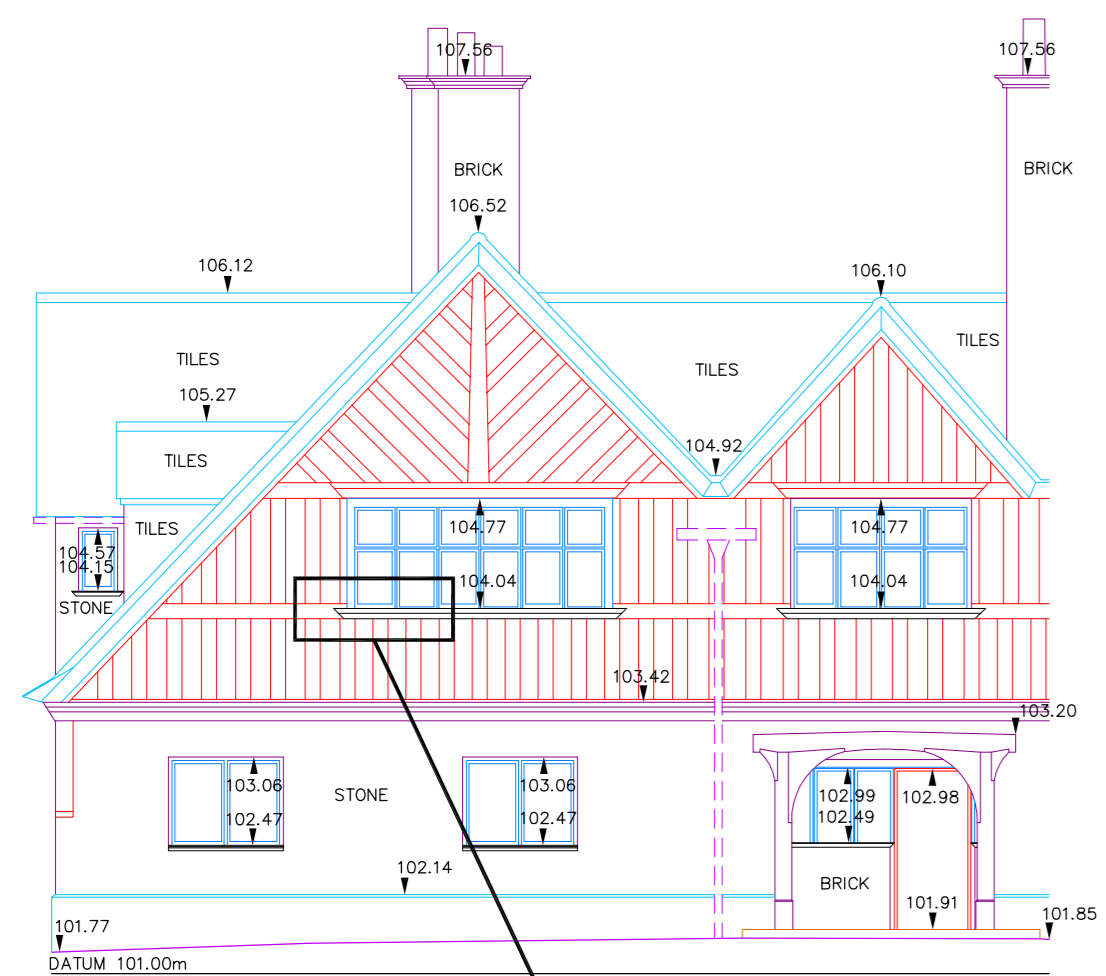 107.56
107.56
BRICK
BRICK
106.52
106.12
106.10
TILES
TILES
TILES
105.27
104.92
TILES
104.77
104.77
TILES
104.57
104.15
104.04
104.04
STONE
103.42
103.20
103.06
103.06
STONE
102.99
102.98
102.47
102.47
102.49
102.14
BRICK
101.91
101.85
101.77
DATUM 101.00m